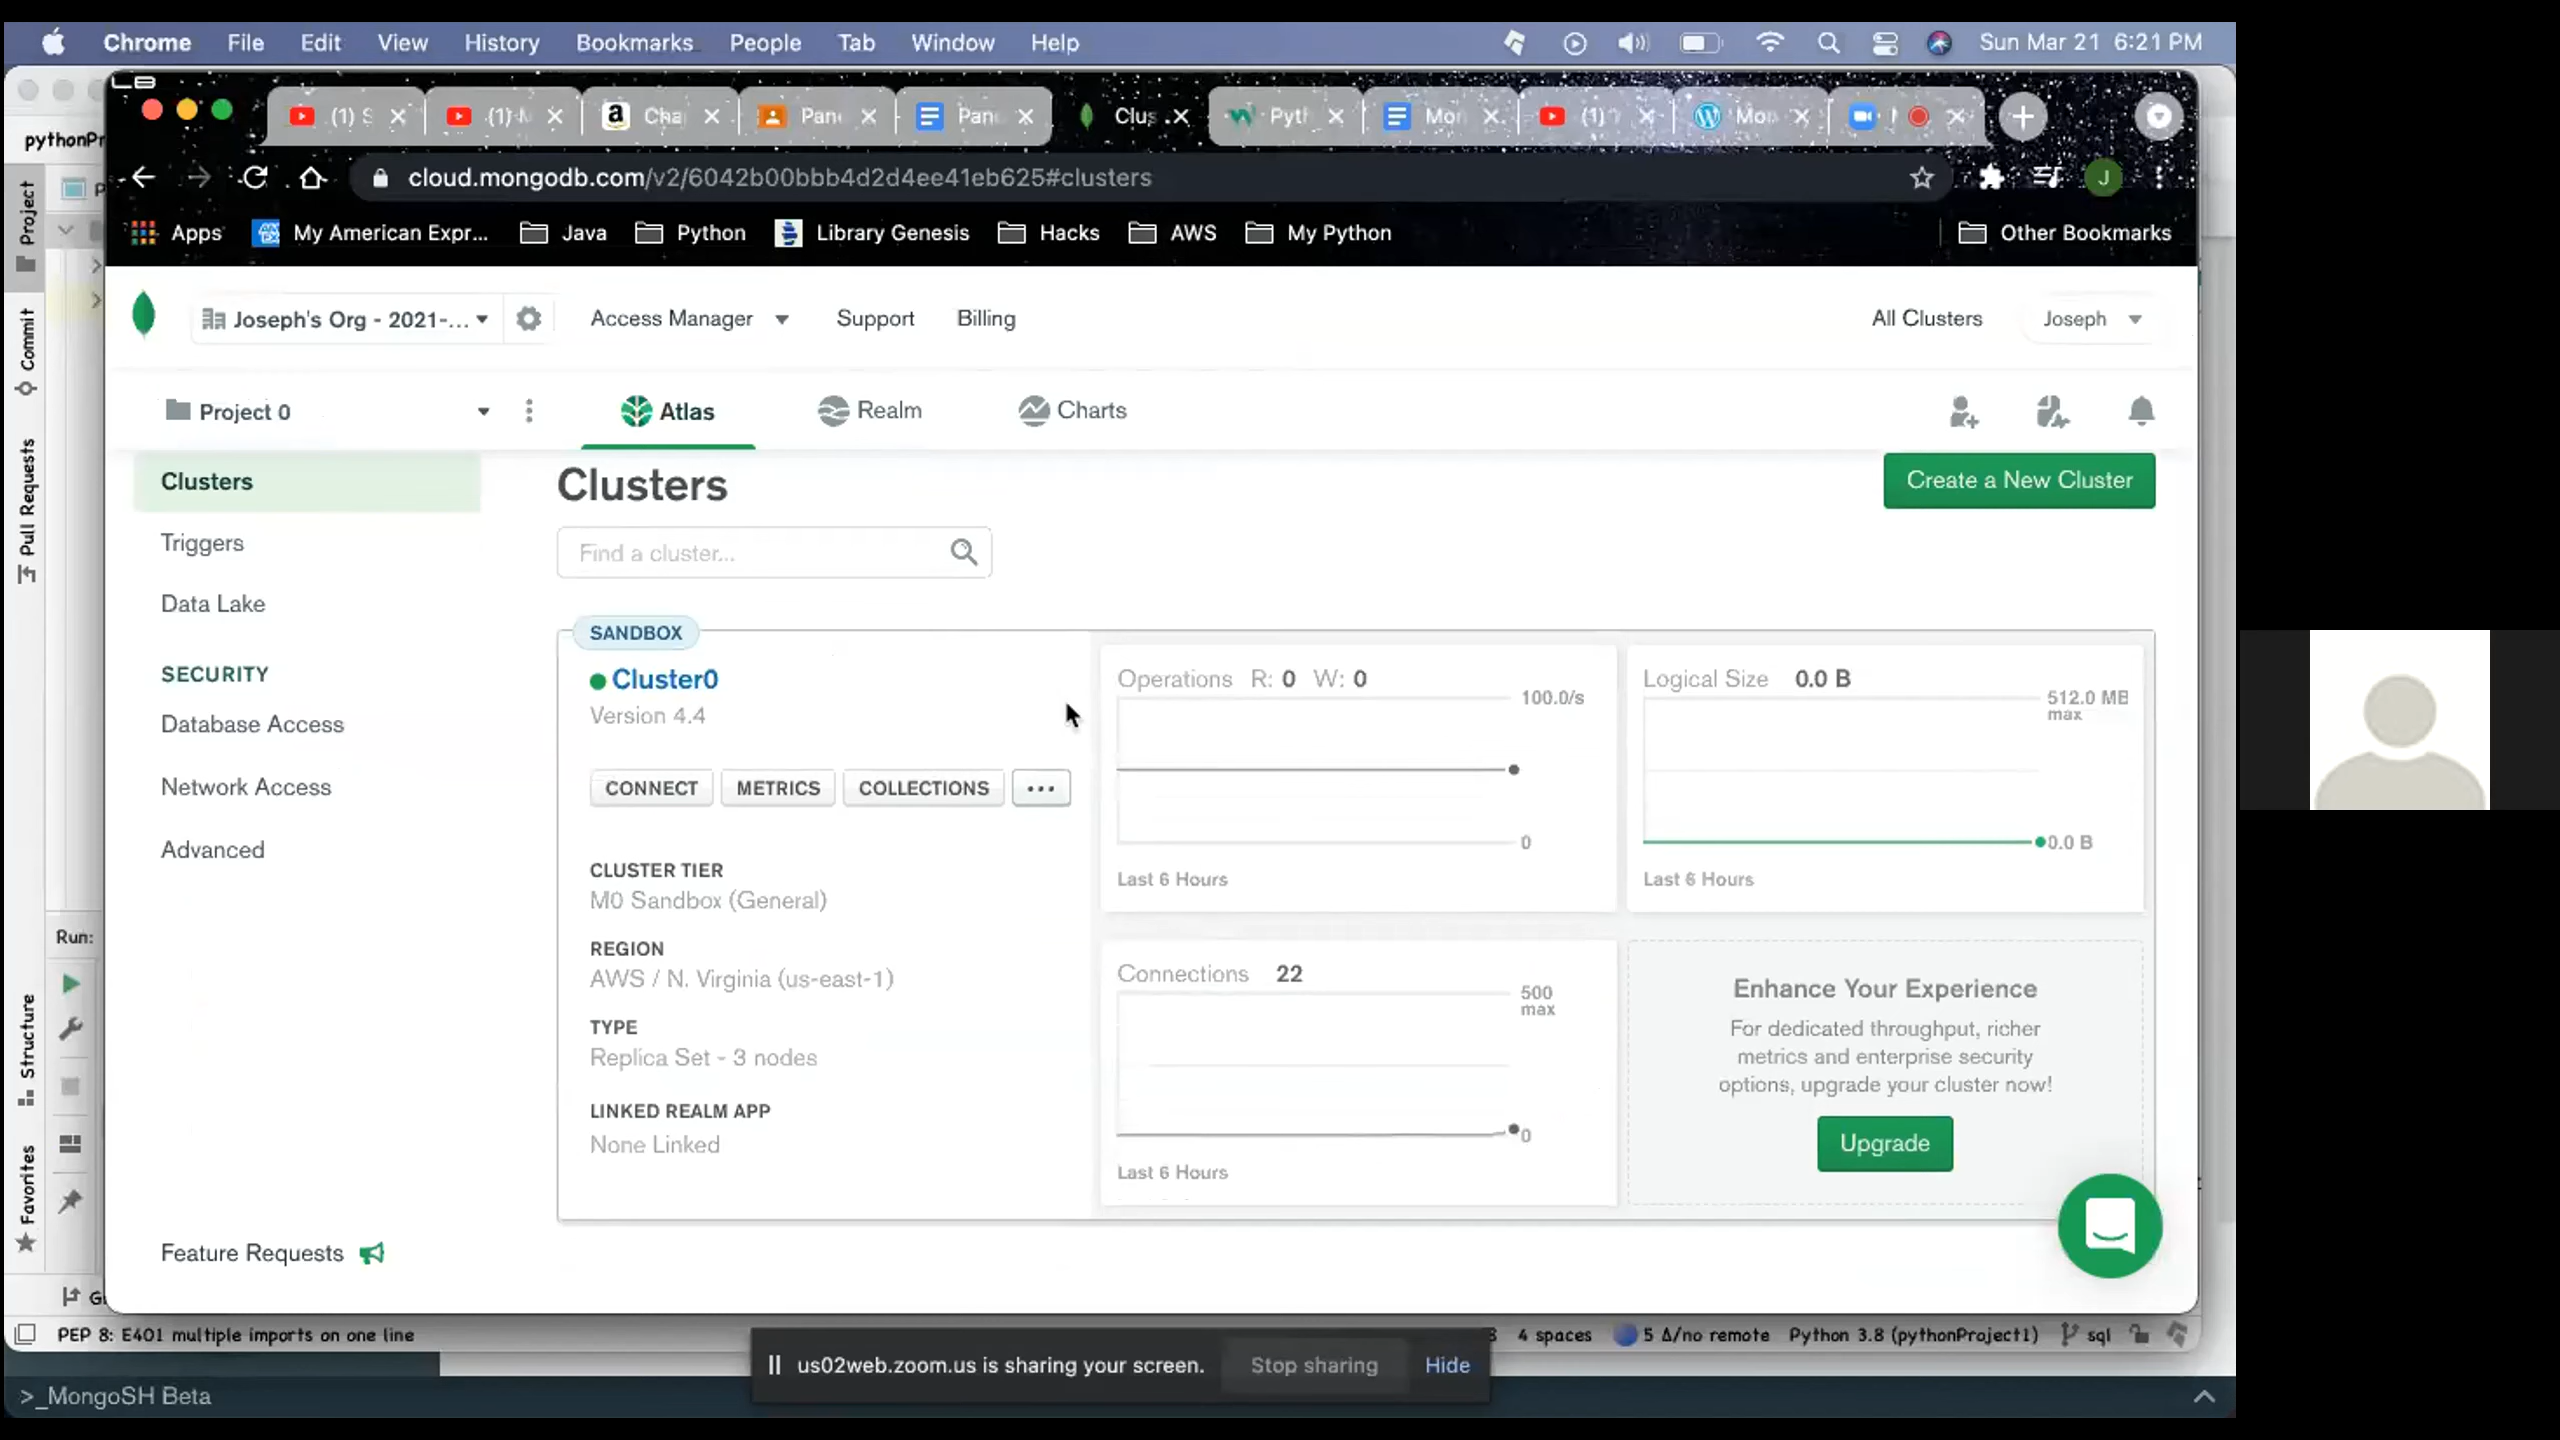 Chrome File Edit View History Bookmarks People Tab Window Help Sun Mar 21 6:21 PM
(1) S (1) M Cha Pan Pan Clus Pyt Mon (1) Mon
pythonPr
cloud.mongodb.com/v2/6042b00bbb4d2d4ee41eb625#clusters J
Apps My American Expr... Java Python Library Genesis Hacks AWS My Python Other Bookmarks
Project
Commit
Pull Requests
Structure
Favorites
Joseph's Org - 2021-... Access Manager Support Billing All Clusters Joseph
Project 0 Atlas Realm Charts
Clusters
Triggers
Data Lake
SECURITY
Database Access
Network Access
Advanced
Feature Requests
Clusters
Create a New Cluster
Find a cluster...
SANDBOX
Cluster0
Version 4.4
CONNECT METRICS COLLECTIONS ...
CLUSTER TIER
M0 Sandbox (General)
REGION
AWS / N. Virginia (us-east-1)
TYPE
Replica Set - 3 nodes
LINKED REALM APP
None Linked
Operations R: 0 W: 0
100.0/s
0
Last 6 Hours
Logical Size 0.0 B
512.0 MB
max
0.0 B
Last 6 Hours
Connections 22
500
max
0
Last 6 Hours
Enhance Your Experience
For dedicated throughput, richer
metrics and enterprise security
options, upgrade your cluster now!
Upgrade
Run:
PEP 8: E401 multiple imports on one line
4 spaces 5 Δ/no remote Python 3.8 (pythonProject1) sql
us02web.zoom.us is sharing your screen. Stop sharing Hide
>_MongoSH Beta